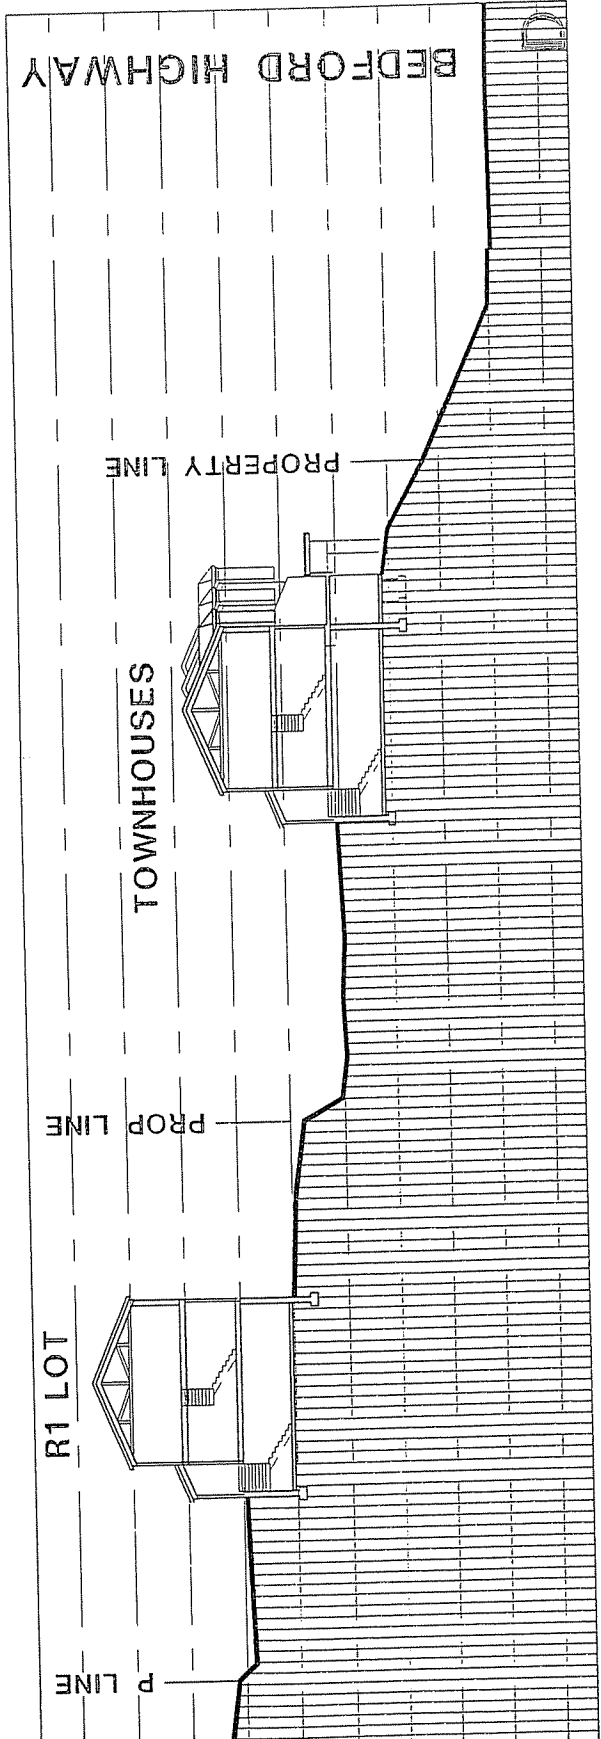 D
BEDFORD HIGHWAY
PROPERTY LINE
TOWNHOUSES
PROP LINE
R1 LOT
P LINE